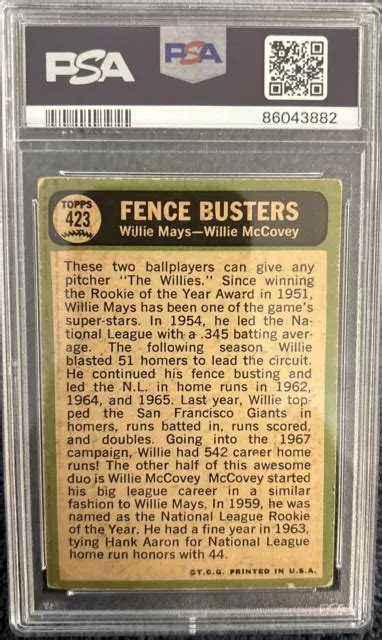 PSA
PSA
86043882
TOPPS
423
FENCE BUSTERS
Willie Mays—Willie McCovey
These two ballplayers can give any
pitcher "The Willies." Since winning
the Rookie of the Year Award in 1951,
Willie Mays has been one of the game's
super-stars. In 1954, he led the Na-
tional League with a .345 batting aver-
age. The following season Willie
blasted 51 homers to lead the circuit.
He continued his fence busting and
led the N.L. in home runs in 1962,
1964, and 1965. Last year, Willie top-
ped the San Francisco Giants in
homers, runs batted in, runs scored,
and doubles. Going into the 1967
campaign, Willie had 542 career home
runs! The other half of this awesome
duo is Willie McCovey McCovey started
his big league career in a similar
fashion to Willie Mays. In 1959, he
was named as the National League Rookie
of the Year. He had a fine year in 1963,
tying Hank Aaron for National League
home run honors with 44.
©T.C.G. PRINTED IN U.S.A.